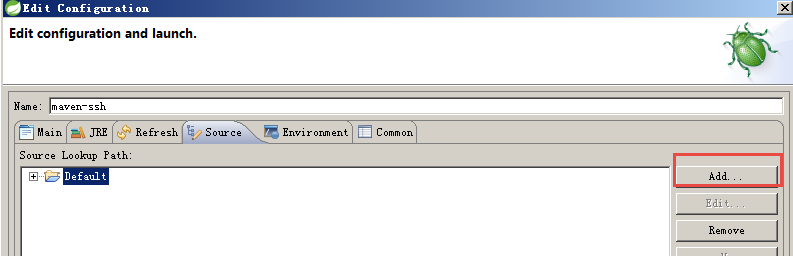 Edit Configuration
Edit configuration and launch.
Name: maven-ssh
Main JRE Refresh Source Environment Common
Source Lookup Path:
Default
Add...
Edit...
Remove